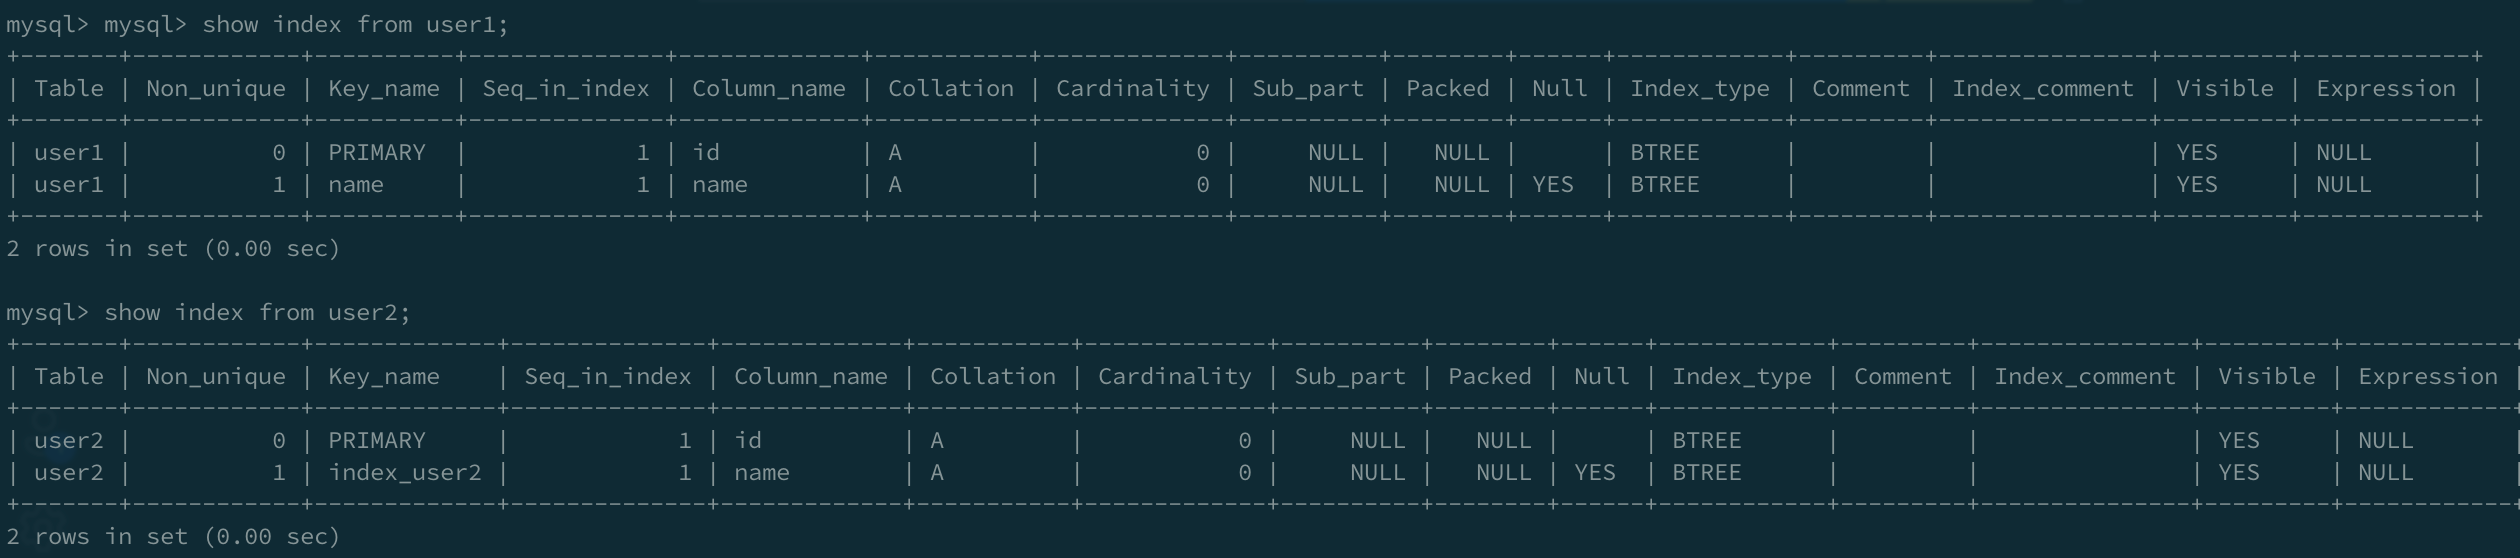 mysql> mysql> show index from user1;
+-------+------------+----------+--------------+-------------+-----------+-------------+----------+--------+------+------------+---------+---------------+---------+------------+
| Table | Non_unique | Key_name | Seq_in_index | Column_name | Collation | Cardinality | Sub_part | Packed | Null | Index_type | Comment | Index_comment | Visible | Expression |
+-------+------------+----------+--------------+-------------+-----------+-------------+----------+--------+------+------------+---------+---------------+---------+------------+
| user1 |          0 | PRIMARY  |            1 | id          | A         |           0 |     NULL |   NULL |      | BTREE      |         |               | YES     | NULL       |
| user1 |          1 | name     |            1 | name        | A         |           0 |     NULL |   NULL | YES  | BTREE      |         |               | YES     | NULL       |
+-------+------------+----------+--------------+-------------+-----------+-------------+----------+--------+------+------------+---------+---------------+---------+------------+
2 rows in set (0.00 sec)
mysql> show index from user2;
+-------+------------+-------------+--------------+-------------+-----------+-------------+----------+--------+------+------------+---------+---------------+---------+------------+
| Table | Non_unique | Key_name    | Seq_in_index | Column_name | Collation | Cardinality | Sub_part | Packed | Null | Index_type | Comment | Index_comment | Visible | Expression |
+-------+------------+-------------+--------------+-------------+-----------+-------------+----------+--------+------+------------+---------+---------------+---------+------------+
| user2 |          0 | PRIMARY     |            1 | id          | A         |           0 |     NULL |   NULL |      | BTREE      |         |               | YES     | NULL       |
| user2 |          1 | index_user2 |            1 | name        | A         |           0 |     NULL |   NULL | YES  | BTREE      |         |               | YES     | NULL       |
+-------+------------+-------------+--------------+-------------+-----------+-------------+----------+--------+------+------------+---------+---------------+---------+------------+
2 rows in set (0.00 sec)